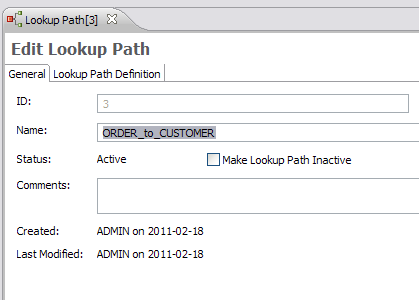 Lookup Path[3]
Edit Lookup Path
General Lookup Path Definition
ID: 3
Name: ORDER_to_CUSTOMER
Status: Active Make Lookup Path Inactive
Comments:
Created: ADMIN on 2011-02-18
Last Modified: ADMIN on 2011-02-18